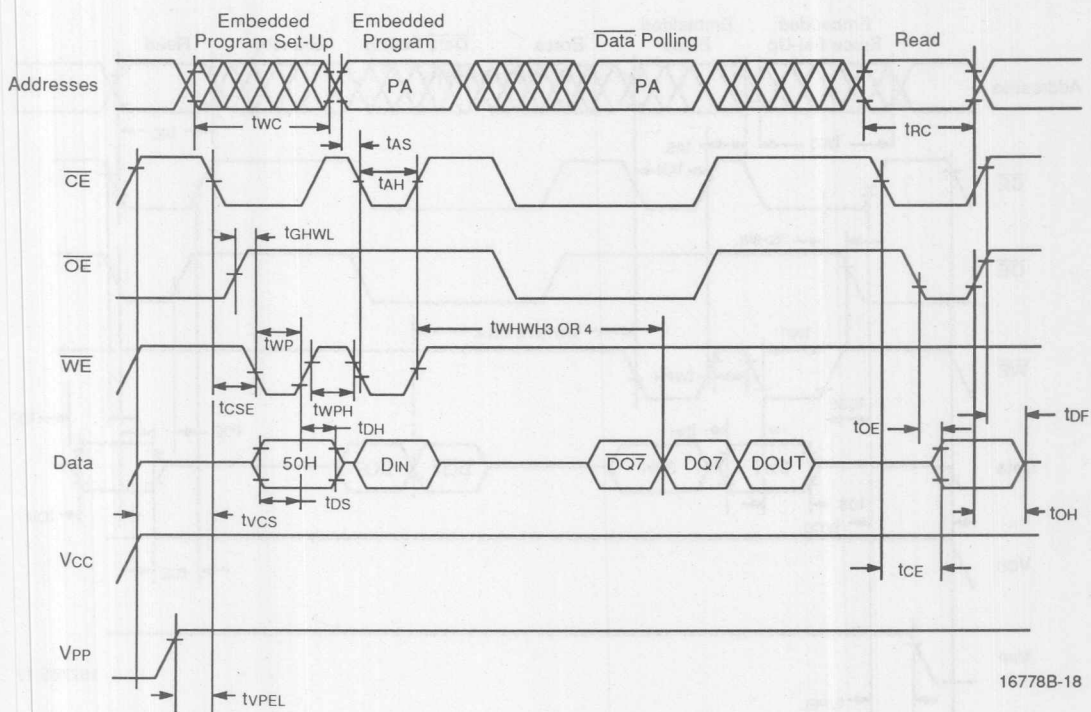 Embedded Program Set-Up
Embedded Program
Data Polling
Read
Addresses
PA
PA
tWC
tAS
tRC
CE
tAH
tGHWL
OE
tWHWH3 OR 4
tWP
WE
tCSE
tWPH
tDH
tOE
tDF
Data
50H
DIN
DQ7
DQ7
DOUT
tDS
tVCS
tOH
VCC
tCE
VPP
tVPEL
16778B-18